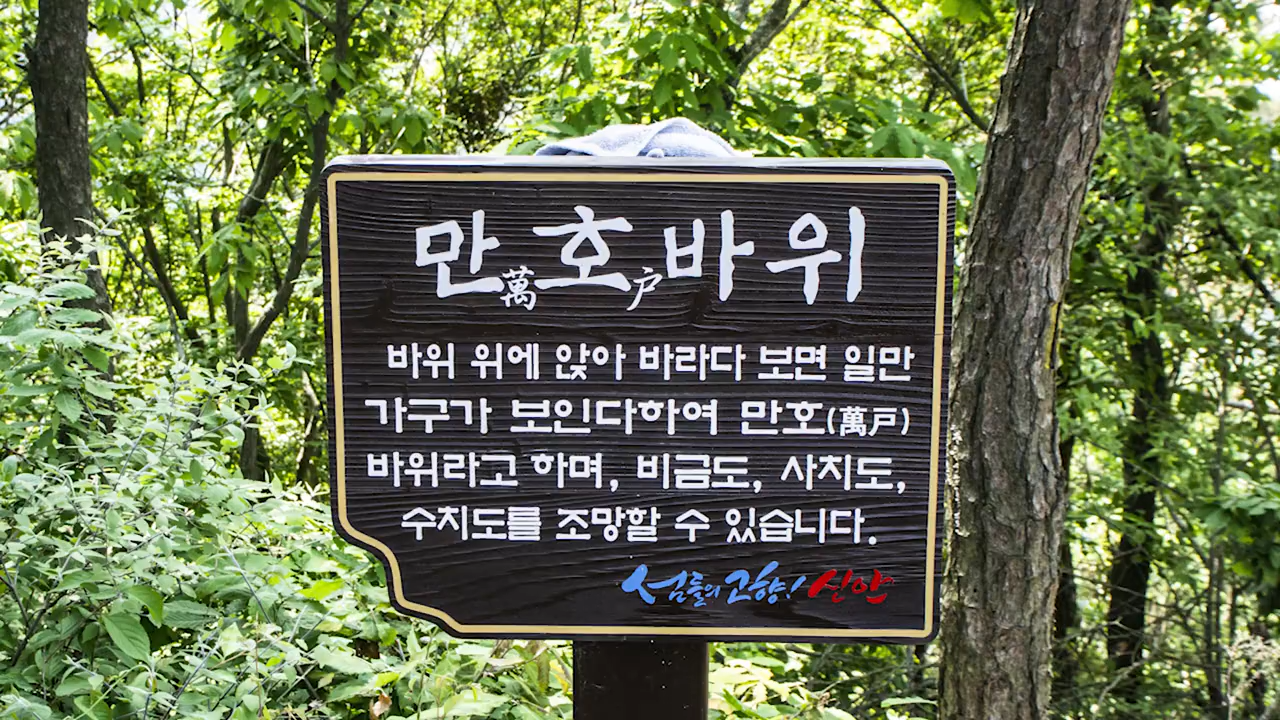 만萬호戶바위
바위 위에 앉아 바라다 보면 일만
가구가 보인다하여 만호(萬戶)
바위라고 하며, 비금도, 사치도,
수치도를 조망할 수 있습니다.
섬들의 고향! 신안